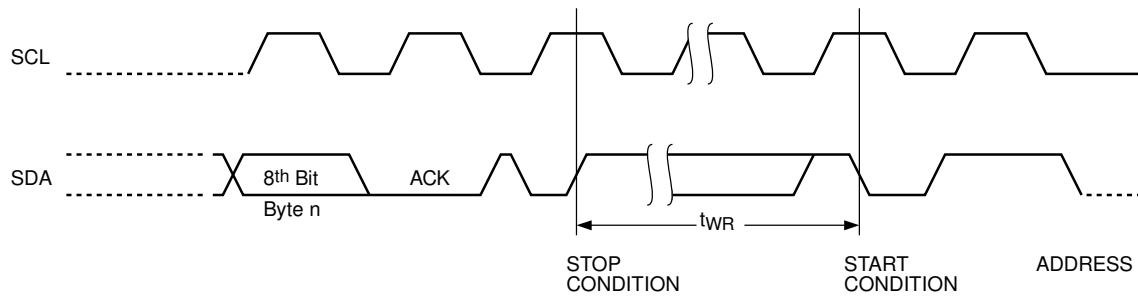 SCL
SDA
8th Bit
ACK
Byte n
tWR
STOP
CONDITION
START
CONDITION
ADDRESS